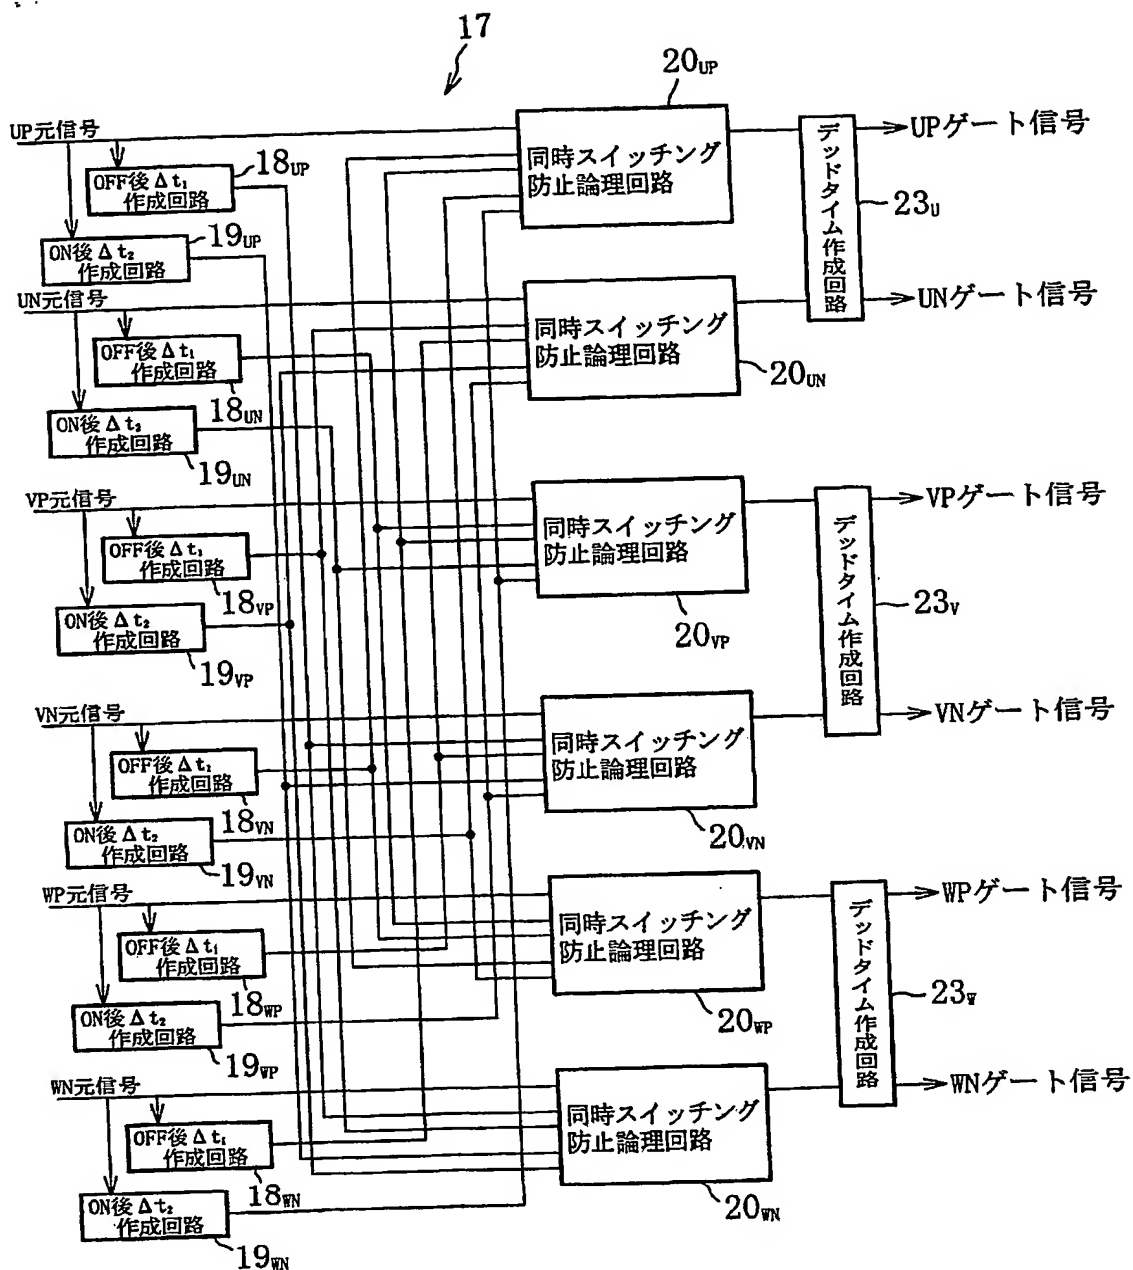 17
20UP
UP元信号
同時スイッチング
防止論理回路
デッドタイム作成回路
UPゲート信号
OFF後Δt₁
作成回路
18UP
23U
ON後Δt₂
作成回路
19UP
UN元信号
同時スイッチング
防止論理回路
UNゲート信号
OFF後Δt₁
作成回路
18UN
20UN
ON後Δt₂
作成回路
19UN
VP元信号
同時スイッチング
防止論理回路
デッドタイム作成回路
VPゲート信号
OFF後Δt₁
作成回路
18VP
23V
20VP
ON後Δt₂
作成回路
19VP
VN元信号
同時スイッチング
防止論理回路
VNゲート信号
OFF後Δt₁
作成回路
18VN
20VN
ON後Δt₂
作成回路
19VN
WP元信号
同時スイッチング
防止論理回路
デッドタイム作成回路
WPゲート信号
OFF後Δt₁
作成回路
18WP
23W
20WP
ON後Δt₂
作成回路
19WP
WN元信号
同時スイッチング
防止論理回路
WNゲート信号
OFF後Δt₁
作成回路
18WN
20WN
ON後Δt₂
作成回路
19WN